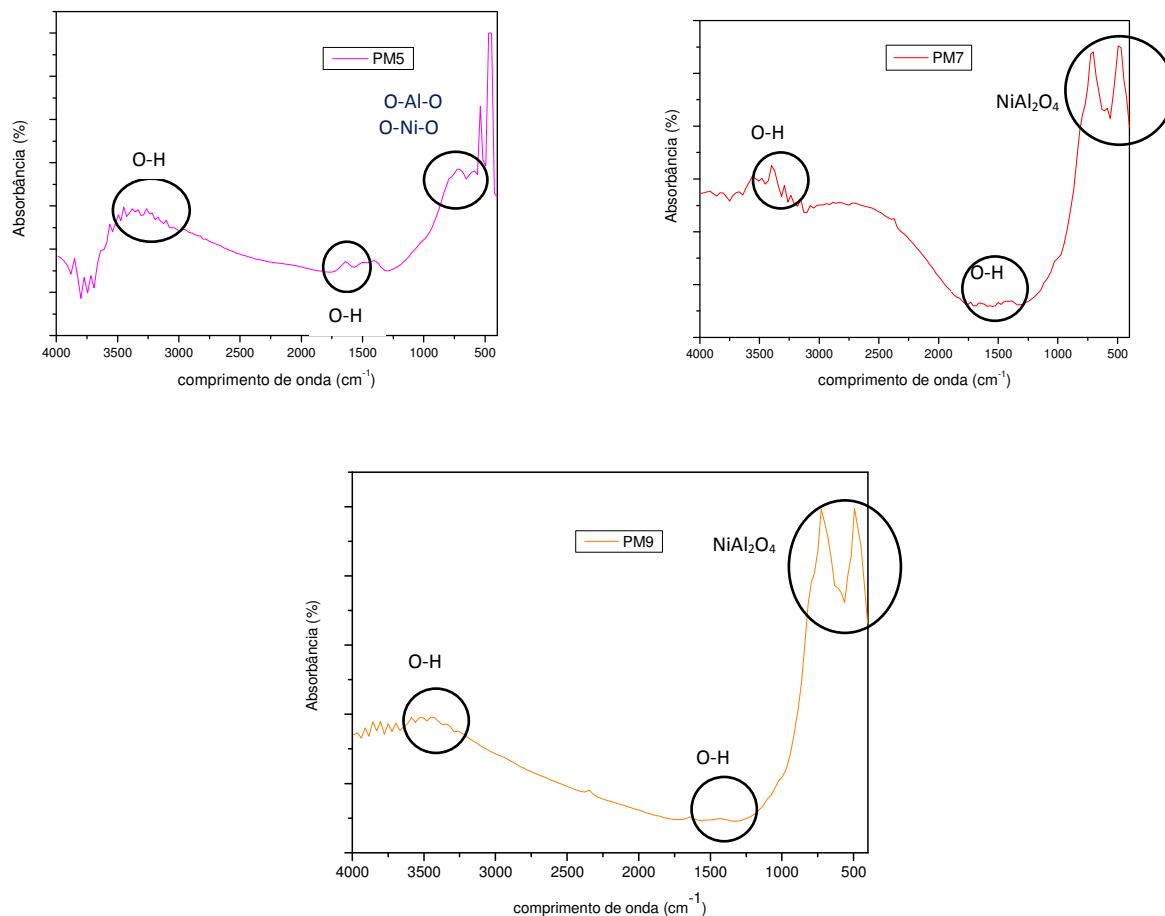 PM5
O-Al-O
O-Ni-O
O-H
O-H
Absorbância (%)
4000 3500 3000 2500 2000 1500 1000 500
comprimento de onda (cm⁻¹)
PM7
NiAl₂O₄
O-H
O-H
Absorbância (%)
4000 3500 3000 2500 2000 1500 1000 500
comprimento de onda (cm⁻¹)
PM9
NiAl₂O₄
O-H
O-H
Absorbância (%)
4000 3500 3000 2500 2000 1500 1000 500
comprimento de onda (cm⁻¹)